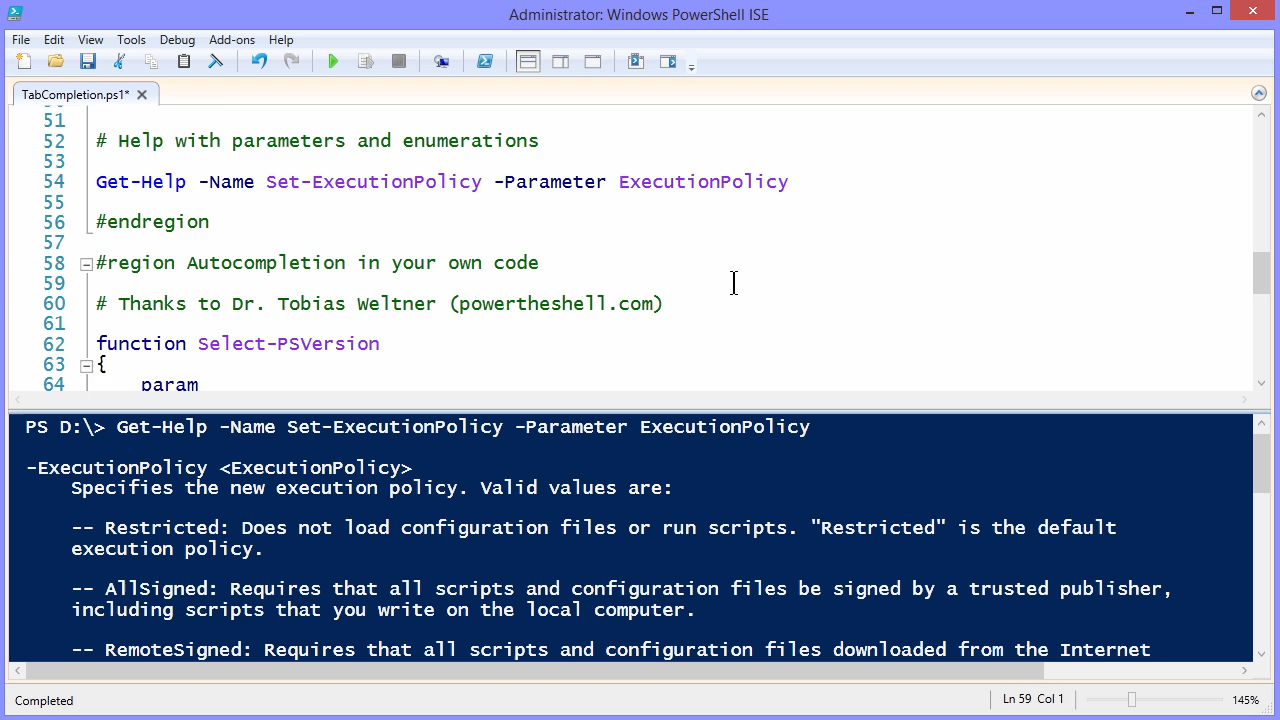 Administrator: Windows PowerShell ISE
File Edit View Tools Debug Add-ons Help
TabCompletion.ps1*
51
52 # Help with parameters and enumerations
53
54 Get-Help -Name Set-ExecutionPolicy -Parameter ExecutionPolicy
55
56 #endregion
57
58 #region Autocompletion in your own code
59
60 # Thanks to Dr. Tobias Weltner (powertheshell.com)
61
62 function Select-PSVersion
63 {
64 param
PS D:\> Get-Help -Name Set-ExecutionPolicy -Parameter ExecutionPolicy
-ExecutionPolicy <ExecutionPolicy>
Specifies the new execution policy. Valid values are:
-- Restricted: Does not load configuration files or run scripts. "Restricted" is the default
execution policy.
-- AllSigned: Requires that all scripts and configuration files be signed by a trusted publisher,
including scripts that you write on the local computer.
-- RemoteSigned: Requires that all scripts and configuration files downloaded from the Internet
Completed
Ln 59 Col 1
145%